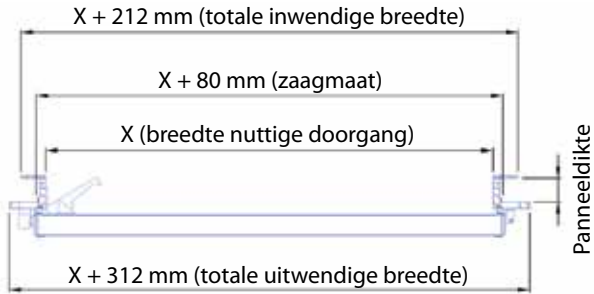 X + 212 mm (totale inwendige breedte)
X + 80 mm (zaagmaat)
X (breedte nuttige doorgang)
Panneeldikte
X + 312 mm (totale uitwendige breedte)